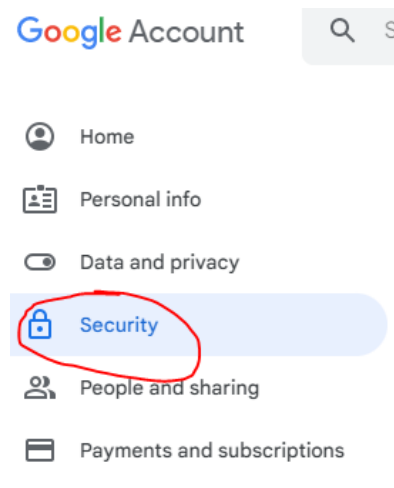 Google Account
Home
Personal info
Data and privacy
Security
People and sharing
Payments and subscriptions